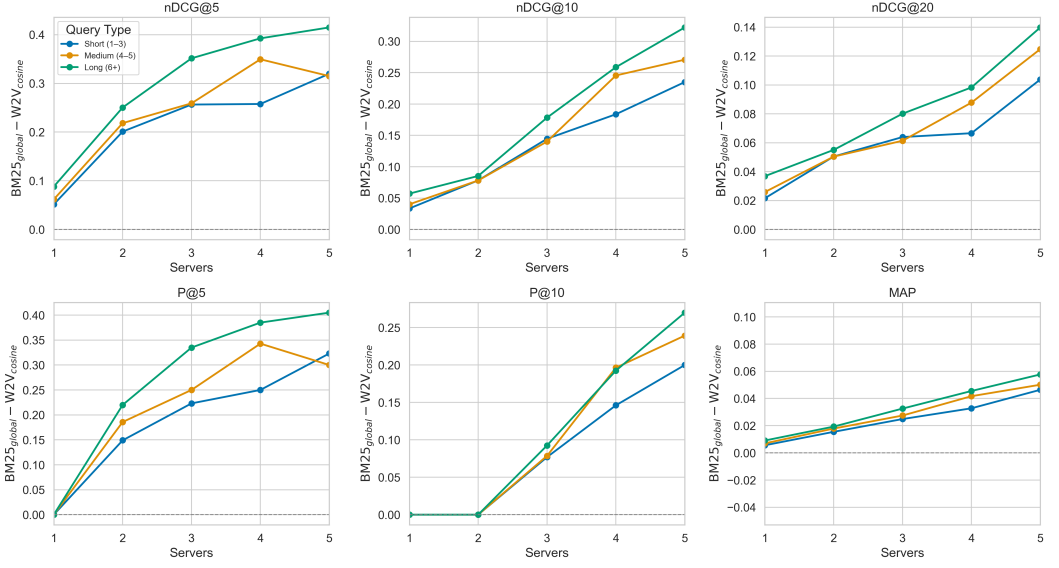 nDCG@5
BM25global − W2Vcosine
0.4
0.3
0.2
0.1
0.0
Query Type
Short (1–3)
Medium (4–5)
Long (6+)
1 2 3 4 5
Servers
nDCG@10
BM25global − W2Vcosine
0.30
0.25
0.20
0.15
0.10
0.05
0.00
1 2 3 4 5
Servers
nDCG@20
BM25global − W2Vcosine
0.14
0.12
0.10
0.08
0.06
0.04
0.02
0.00
1 2 3 4 5
Servers
P@5
BM25global − W2Vcosine
0.40
0.35
0.30
0.25
0.20
0.15
0.10
0.05
0.00
1 2 3 4 5
Servers
P@10
BM25global − W2Vcosine
0.25
0.20
0.15
0.10
0.05
0.00
1 2 3 4 5
Servers
MAP
BM25global − W2Vcosine
0.10
0.08
0.06
0.04
0.02
0.00
−0.02
−0.04
1 2 3 4 5
Servers